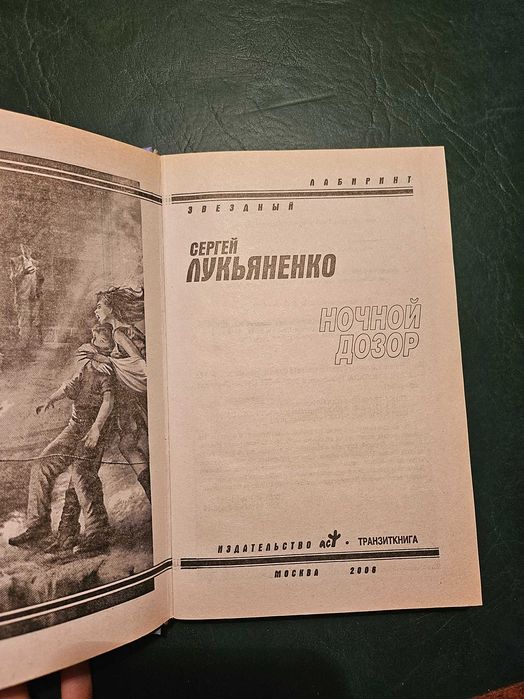 ЛАБИРИНТ
ЗВЕЗДНЫЙ
СЕРГЕЙ
ЛУКЬЯНЕНКО
НОЧНОЙ
ДОЗОР
ИЗДАТЕЛЬСТВО аст • ТРАНЗИТКНИГА
МОСКВА 2006